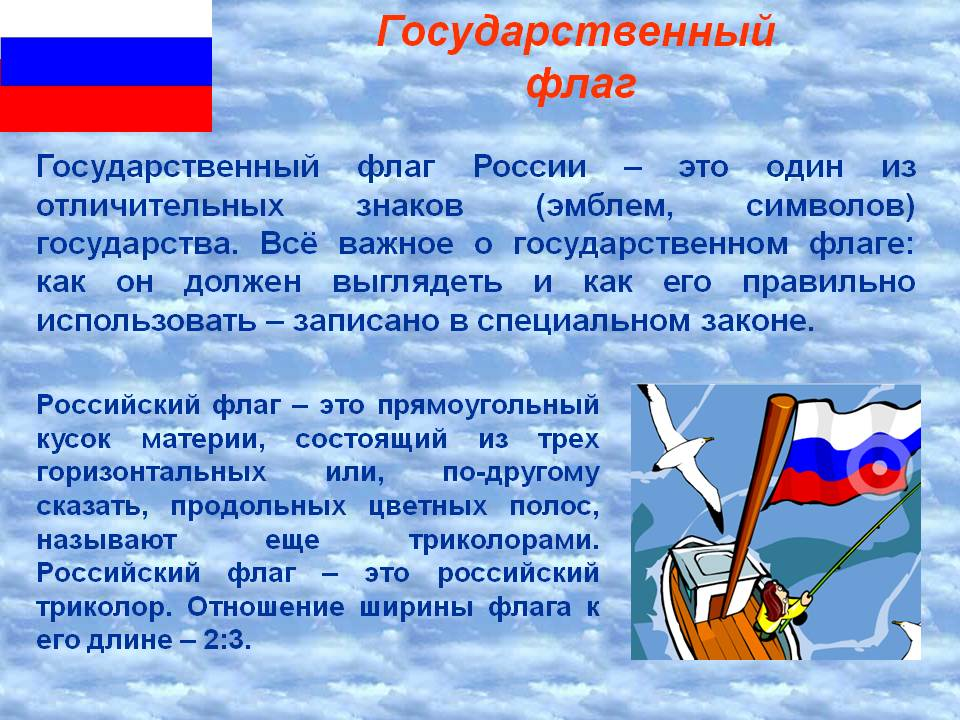 Государственный
флаг
Государственный флаг России – это один из
отличительных знаков (эмблем, символов)
государства. Всё важное о государственном флаге:
как он должен выглядеть и как его правильно
использовать – записано в специальном законе.
Российский флаг – это прямоугольный
кусок материи, состоящий из трех
горизонтальных или, по-другому
сказать, продольных цветных полос,
называют еще триколорами.
Российский флаг – это российский
триколор. Отношение ширины флага к
его длине – 2:3.